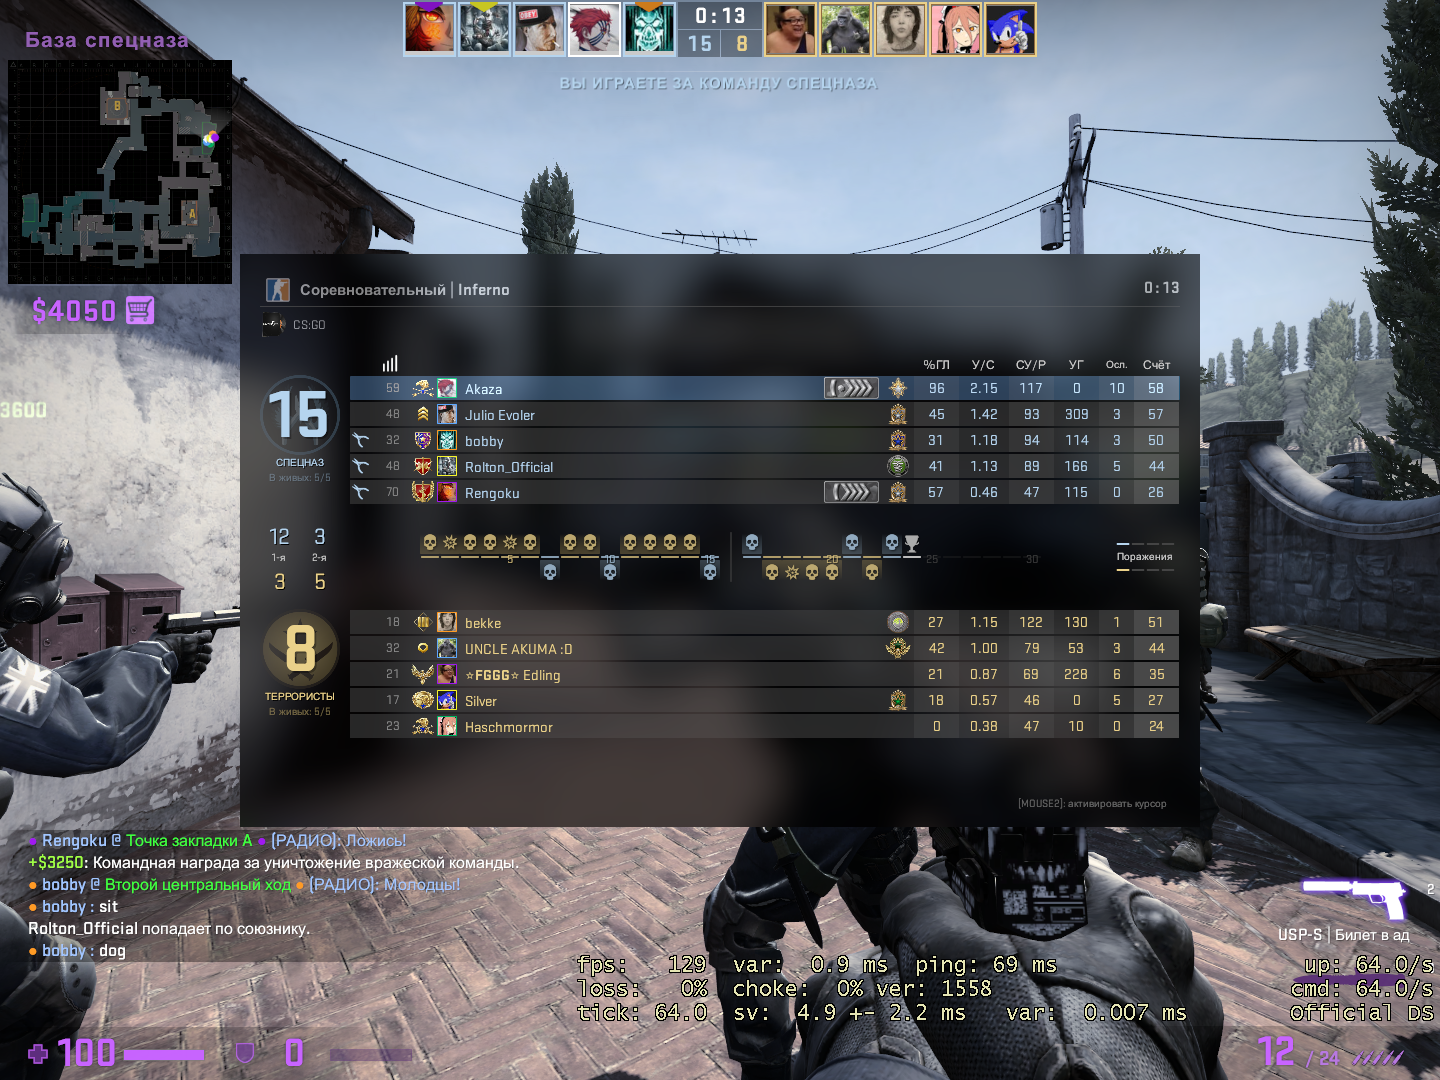 База спецназа
0:13
15 8
ВЫ ИГРАЕТЕ ЗА КОМАНДУ СПЕЦНАЗА
B
A
$4050
3600
Соревновательный | Inferno
0:13
CS:GO
%ГЛ У/С СУ/Р УГ Осл. Счёт
59 Akaza 96 2.15 117 0 10 58
48 Julio Evoler 45 1.42 93 309 3 57
32 bobby 31 1.18 94 114 3 50
48 Rolton_Official 41 1.13 89 166 5 44
70 Rengoku 57 0.46 47 115 0 26
15
СПЕЦНАЗ
В живых: 5/5
12 3
1-я 2-я
3 5
5 10 15 20 25 30
Поражения
8
ТЕРРОРИСТЫ
В живых: 5/5
18 bekke 27 1.15 122 130 1 51
32 UNCLE AKUMA :D 42 1.00 79 53 3 44
21 ☆FGGG☆ Edling 21 0.87 69 228 6 35
17 Silver 18 0.57 46 0 5 27
23 Haschmormor 0 0.38 47 10 0 24
[MOUSE2]: активировать курсор
Rengoku @ Точка закладки A ● (РАДИО): Ложись!
+$3250: Командная награда за уничтожение вражеской команды.
● bobby @ Второй центральный ход ● (РАДИО): Молодцы!
● bobby : sit
Rolton_Official попадает по союзнику.
● bobby : dog
2
USP-S | Билет в ад
fps: 129 var: 0.9 ms ping: 69 ms
loss: 0% choke: 0% ver: 1558
tick: 64.0 sv: 4.9 +- 2.2 ms var: 0.007 ms
up: 64.0/s
cmd: 64.0/s
Official DS
100
0
12 / 24